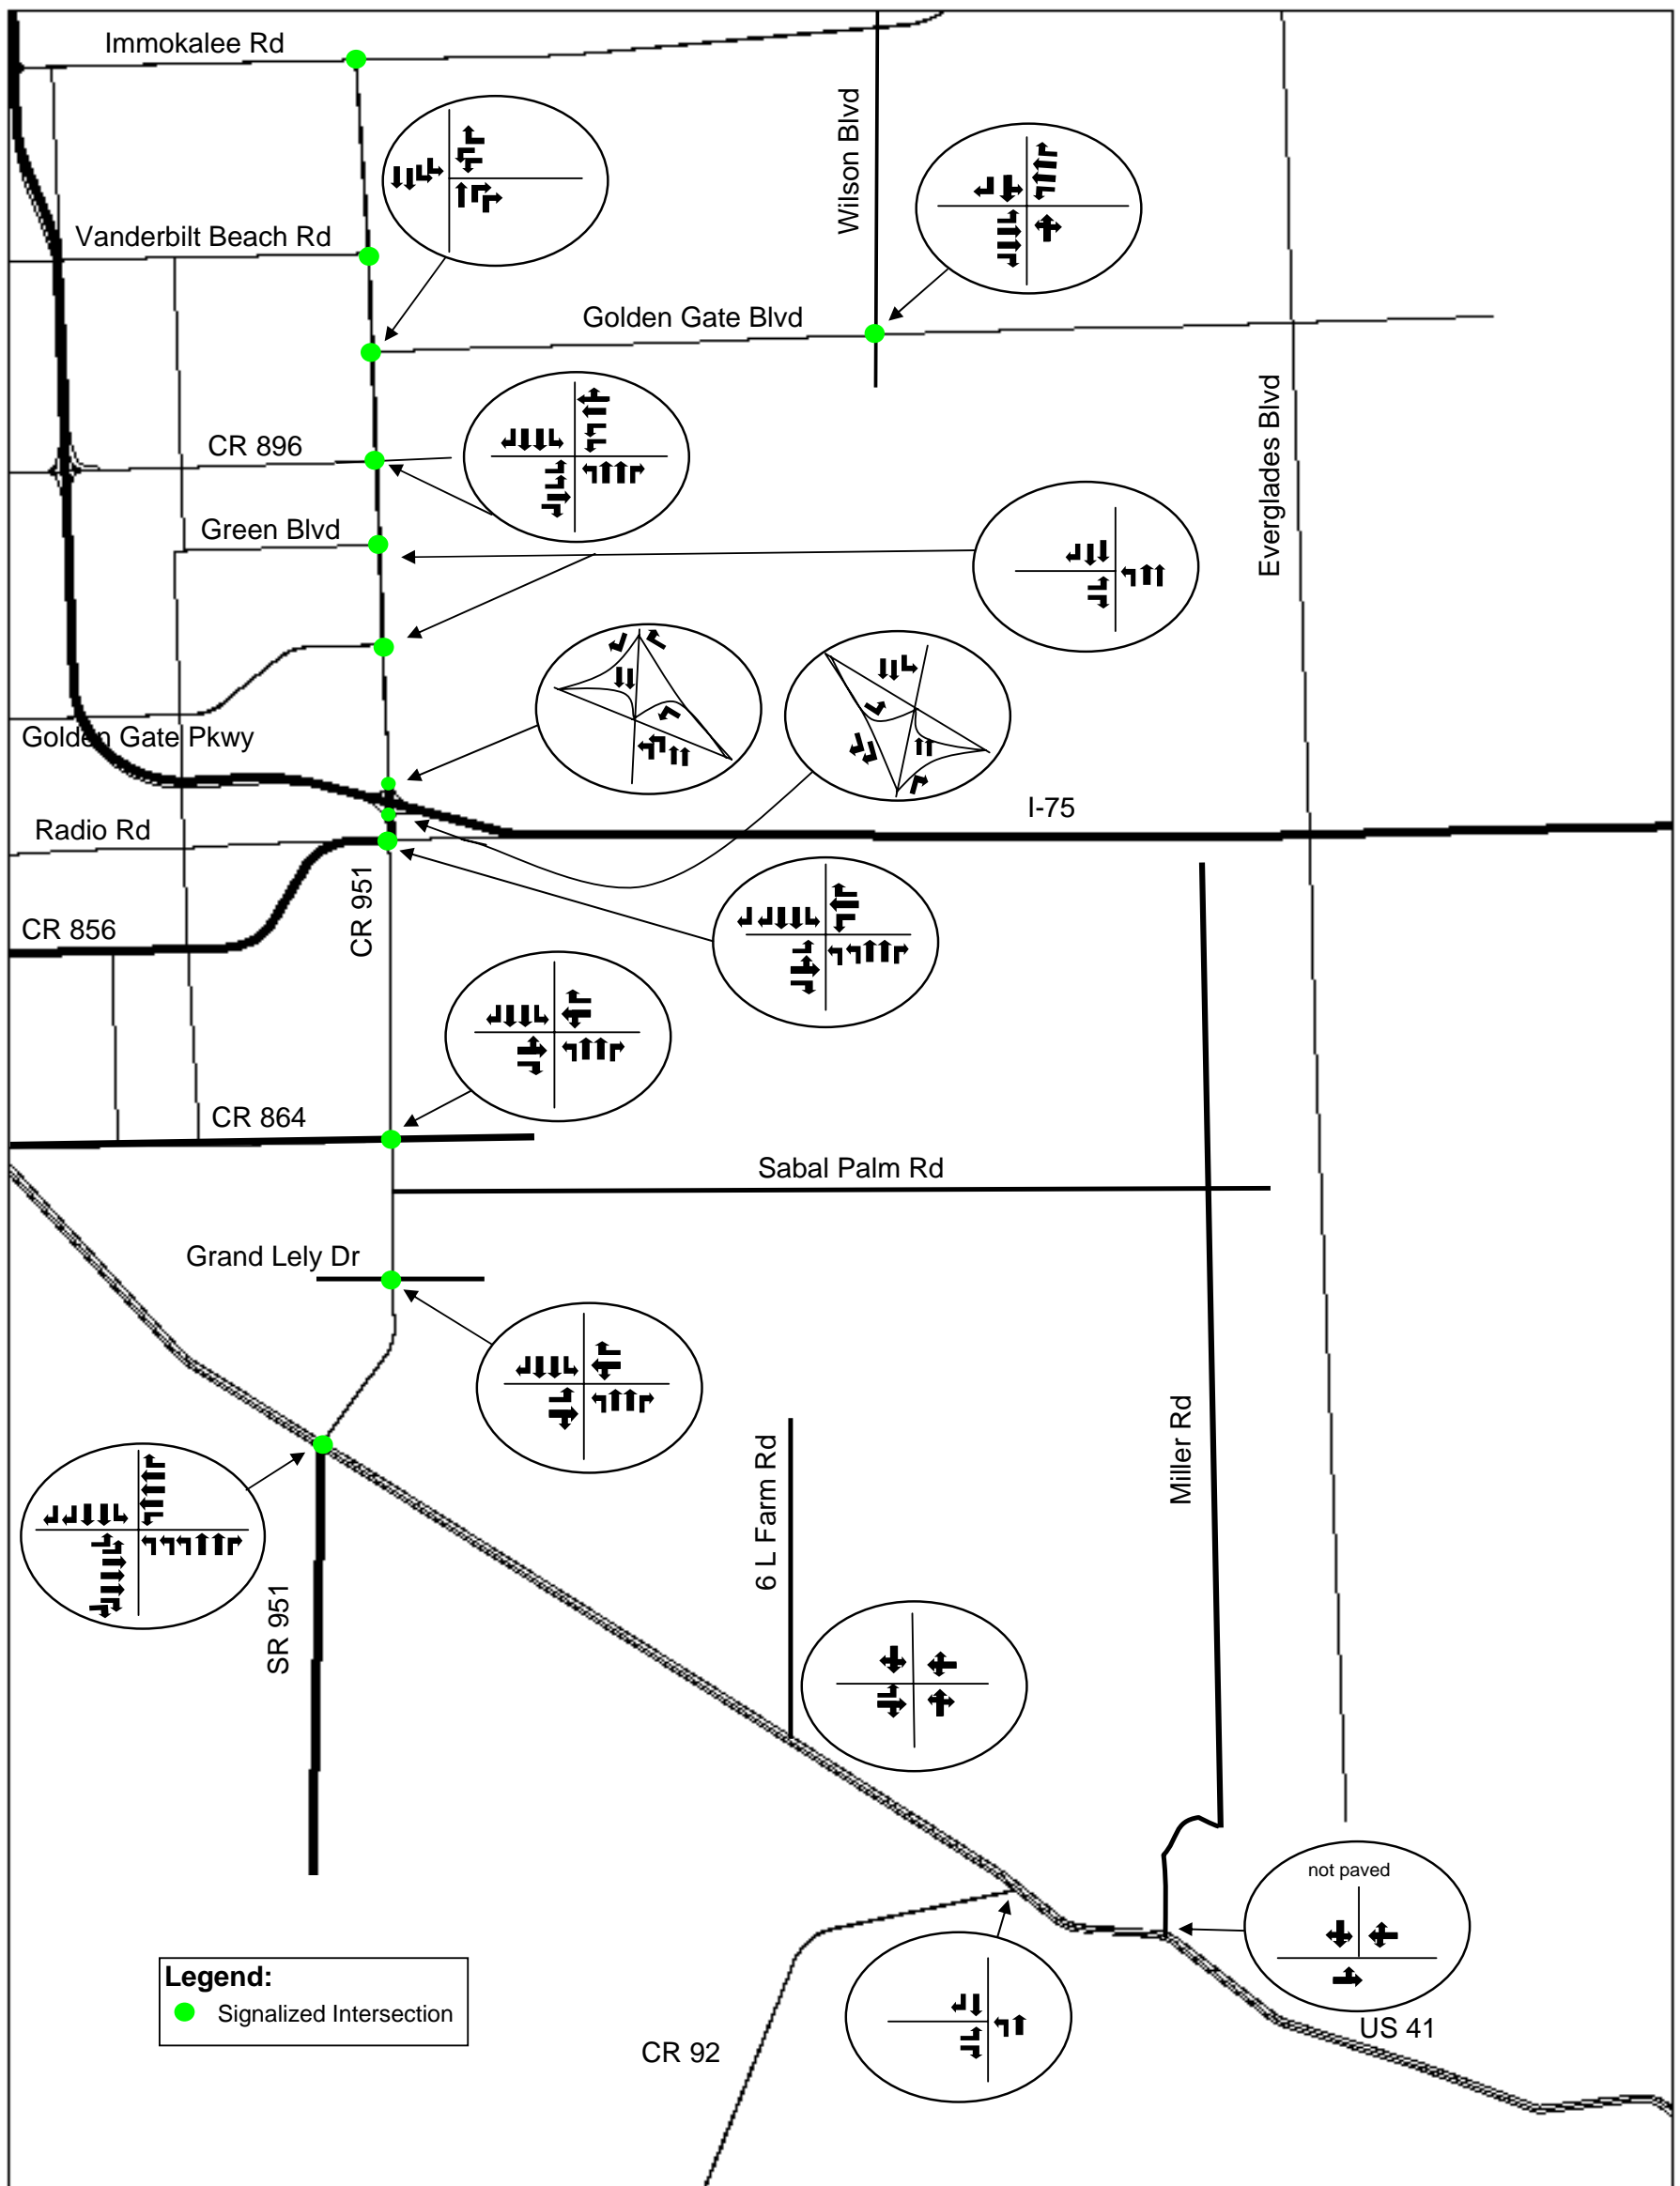 Immokalee Rd
Wilson Blvd
Vanderbilt Beach Rd
Golden Gate Blvd
Everglades Blvd
CR 896
Green Blvd
Golden Gate Pkwy
I-75
Radio Rd
CR 951
CR 856
CR 864
Sabal Palm Rd
Grand Lely Dr
Miller Rd
6 L Farm Rd
SR 951
not paved
Legend:
Signalized Intersection
US 41
CR 92